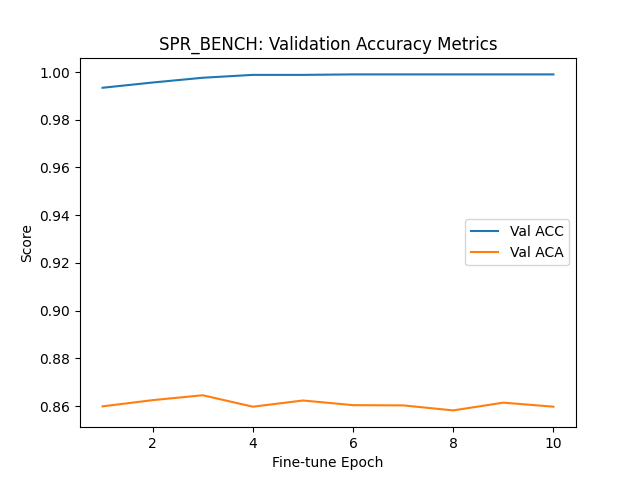 SPR_BENCH: Validation Accuracy Metrics
Score
1.00
0.98
0.96
0.94
0.92
0.90
0.88
0.86
Val ACC
Val ACA
2 4 6 8 10
Fine-tune Epoch